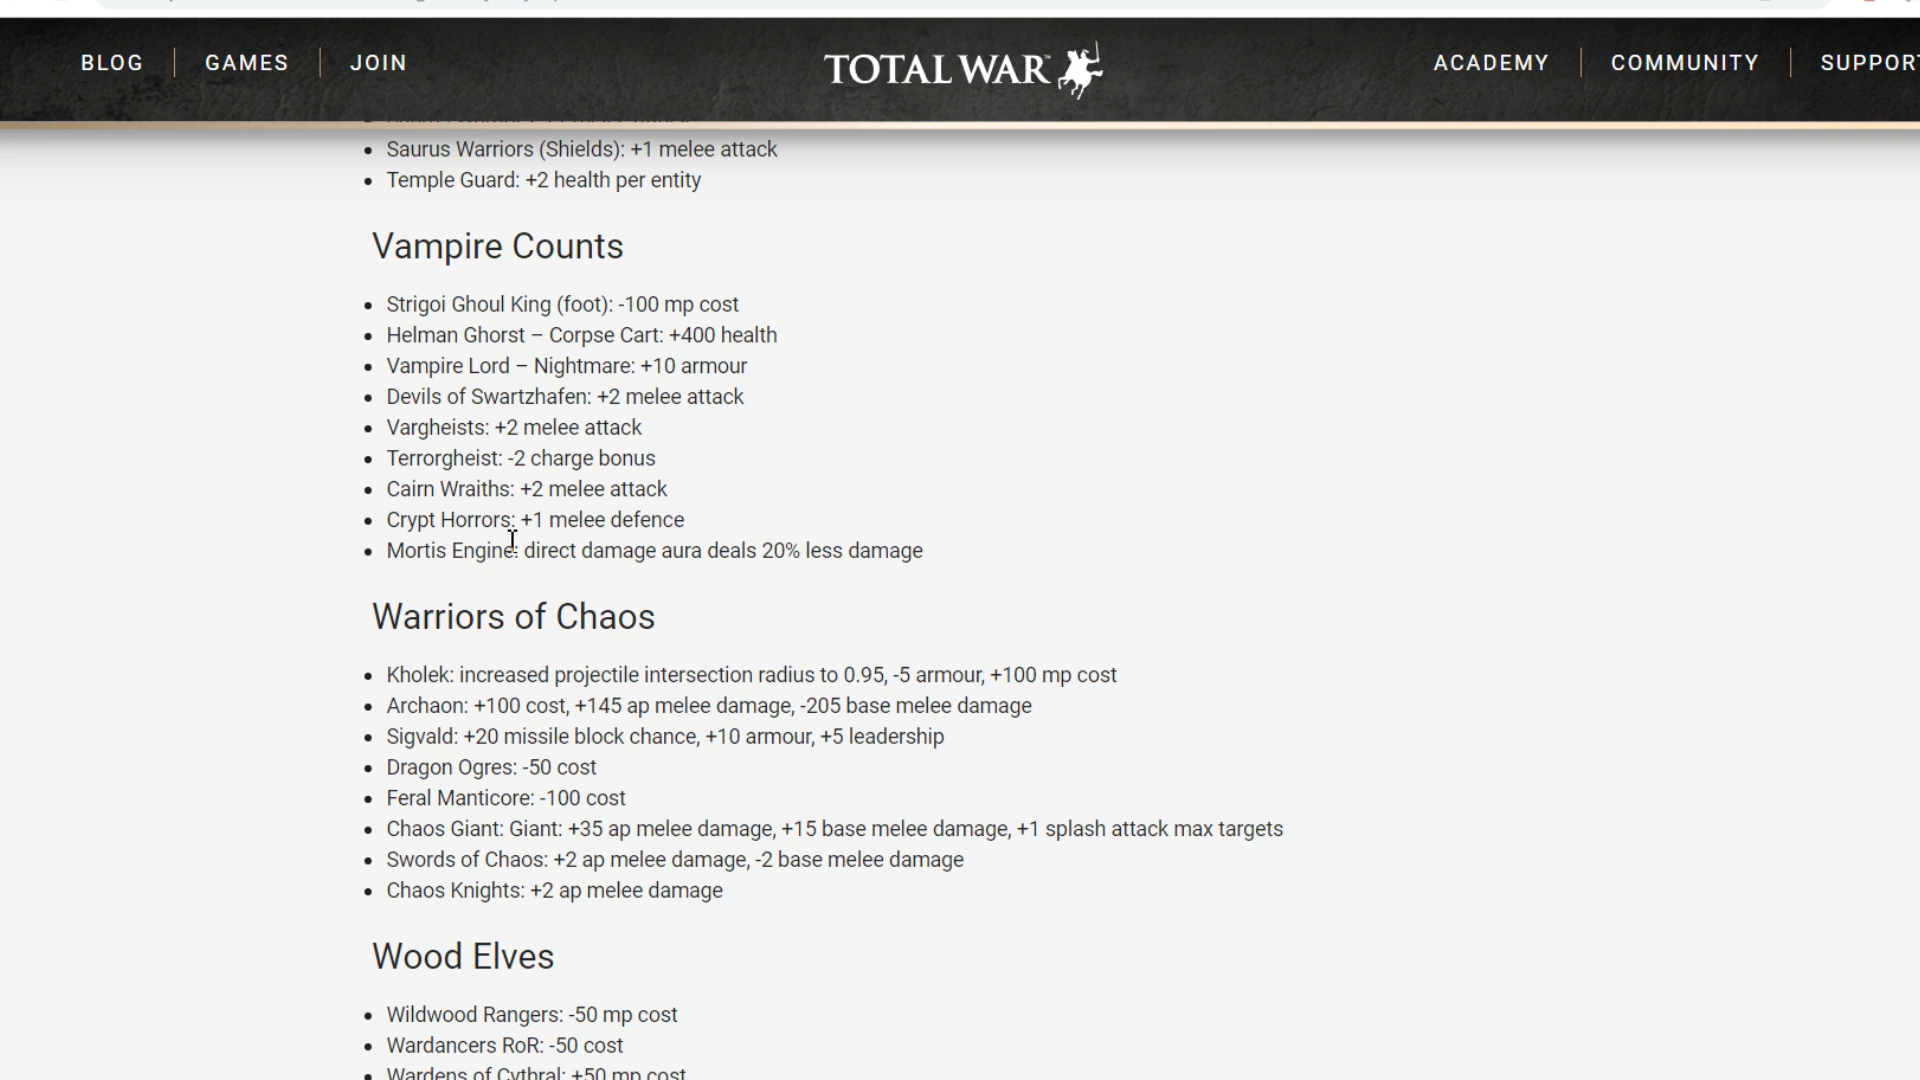 BLOG GAMES JOIN TOTAL WAR™ ACADEMY COMMUNITY SUPPORT
• Saurus Warriors (Shields): +1 melee attack
• Temple Guard: +2 health per entity
Vampire Counts
• Strigoi Ghoul King (foot): -100 mp cost
• Helman Ghorst – Corpse Cart: +400 health
• Vampire Lord – Nightmare: +10 armour
• Devils of Swartzhafen: +2 melee attack
• Vargheists: +2 melee attack
• Terrorgheist: -2 charge bonus
• Cairn Wraiths: +2 melee attack
• Crypt Horrors: +1 melee defence
• Mortis Engine: direct damage aura deals 20% less damage
Warriors of Chaos
• Kholek: increased projectile intersection radius to 0.95, -5 armour, +100 mp cost
• Archaon: +100 cost, +145 ap melee damage, -205 base melee damage
• Sigvald: +20 missile block chance, +10 armour, +5 leadership
• Dragon Ogres: -50 cost
• Feral Manticore: -100 cost
• Chaos Giant: Giant: +35 ap melee damage, +15 base melee damage, +1 splash attack max targets
• Swords of Chaos: +2 ap melee damage, -2 base melee damage
• Chaos Knights: +2 ap melee damage
Wood Elves
• Wildwood Rangers: -50 mp cost
• Wardancers RoR: -50 cost
• Wardens of Cythral: +50 mp cost